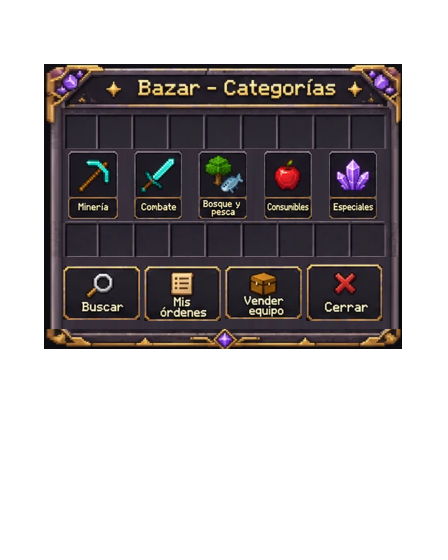 Bazar - Categorías
Minería
Combate
Bosque y
pesca
Consumibles
Especiales
Buscar
Mis
órdenes
Vender
equipo
Cerrar